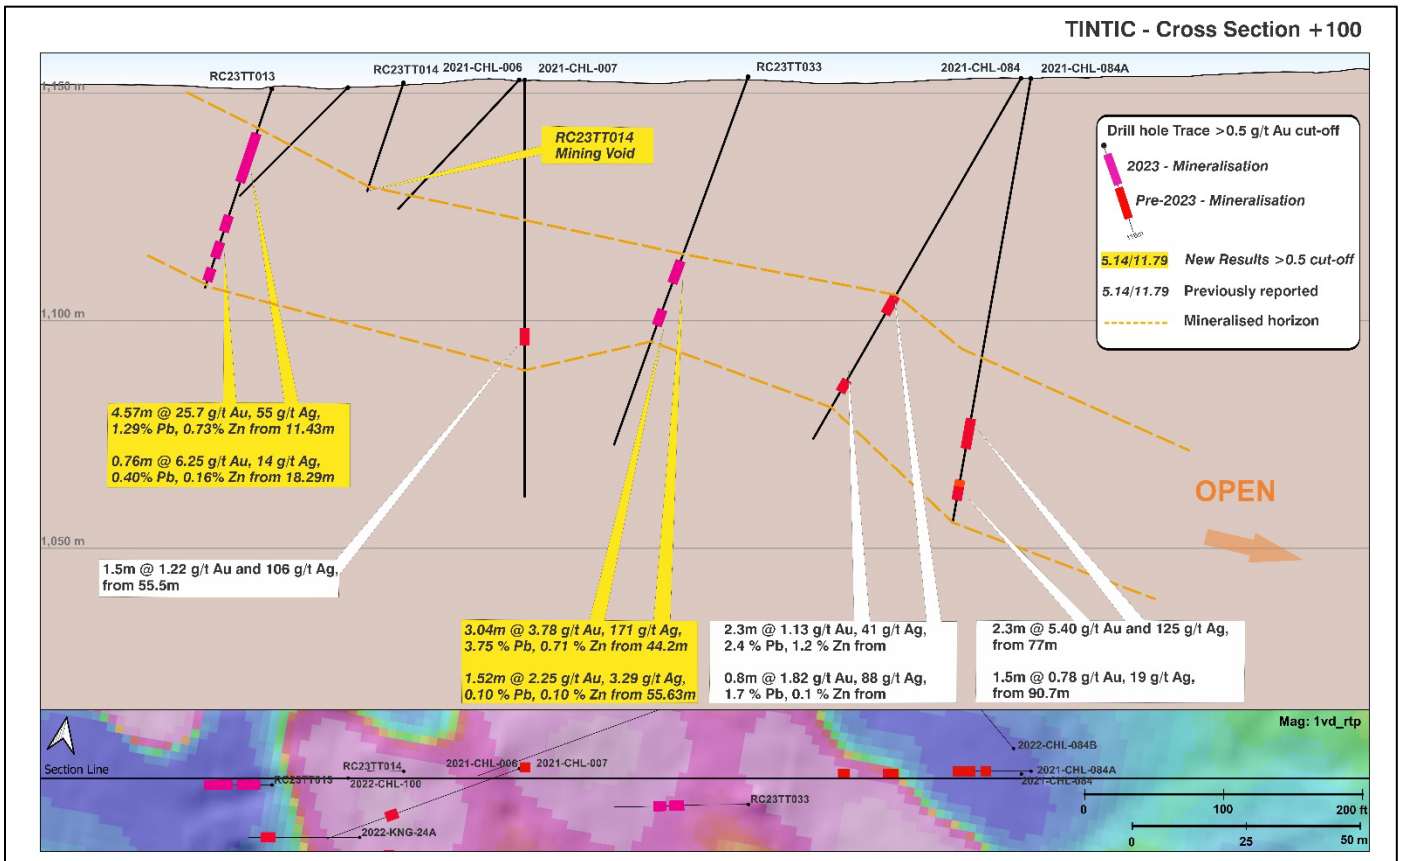 TINTIC - Cross Section +100
RC23TT013
RC23TT014
2021-CHL-006
2021-CHL-007
RC23TT033
2021-CHL-084
2021-CHL-084A
1,150 m
RC23TT014
Mining Void
Drill hole Trace >0.5 g/t Au cut-off
2023 - Mineralisation
Pre-2023 - Mineralisation
5.14/11.79 New Results >0.5 cut-off
5.14/11.79 Previously reported
Mineralised horizon
1,100 m
4.57m @ 25.7 g/t Au, 55 g/t Ag,
1.29% Pb, 0.73% Zn from 11.43m
0.76m @ 6.25 g/t Au, 14 g/t Ag,
0.40% Pb, 0.16% Zn from 18.29m
OPEN
1,050 m
1.5m @ 1.22 g/t Au and 106 g/t Ag,
from 55.5m
3.04m @ 3.78 g/t Au, 171 g/t Ag,
3.75 % Pb, 0.71 % Zn from 44.2m
1.52m @ 2.25 g/t Au, 3.29 g/t Ag,
0.10 % Pb, 0.10 % Zn from 55.63m
2.3m @ 1.13 g/t Au, 41 g/t Ag,
2.4 % Pb, 1.2 % Zn from
0.8m @ 1.82 g/t Au, 88 g/t Ag,
1.7 % Pb, 0.1 % Zn from
2.3m @ 5.40 g/t Au and 125 g/t Ag,
from 77m
1.5m @ 0.78 g/t Au, 19 g/t Ag,
from 90.7m
Mag: 1vd_rtp
Section Line
RC23TT013
RC23TT014
2022-CHL-100
2021-CHL-006
2021-CHL-007
2022-CHL-084B
2021-CHL-084A
2021-CHL-084
RC23TT033
2022-KNG-24A
0 100 200 ft
0 25 50 m